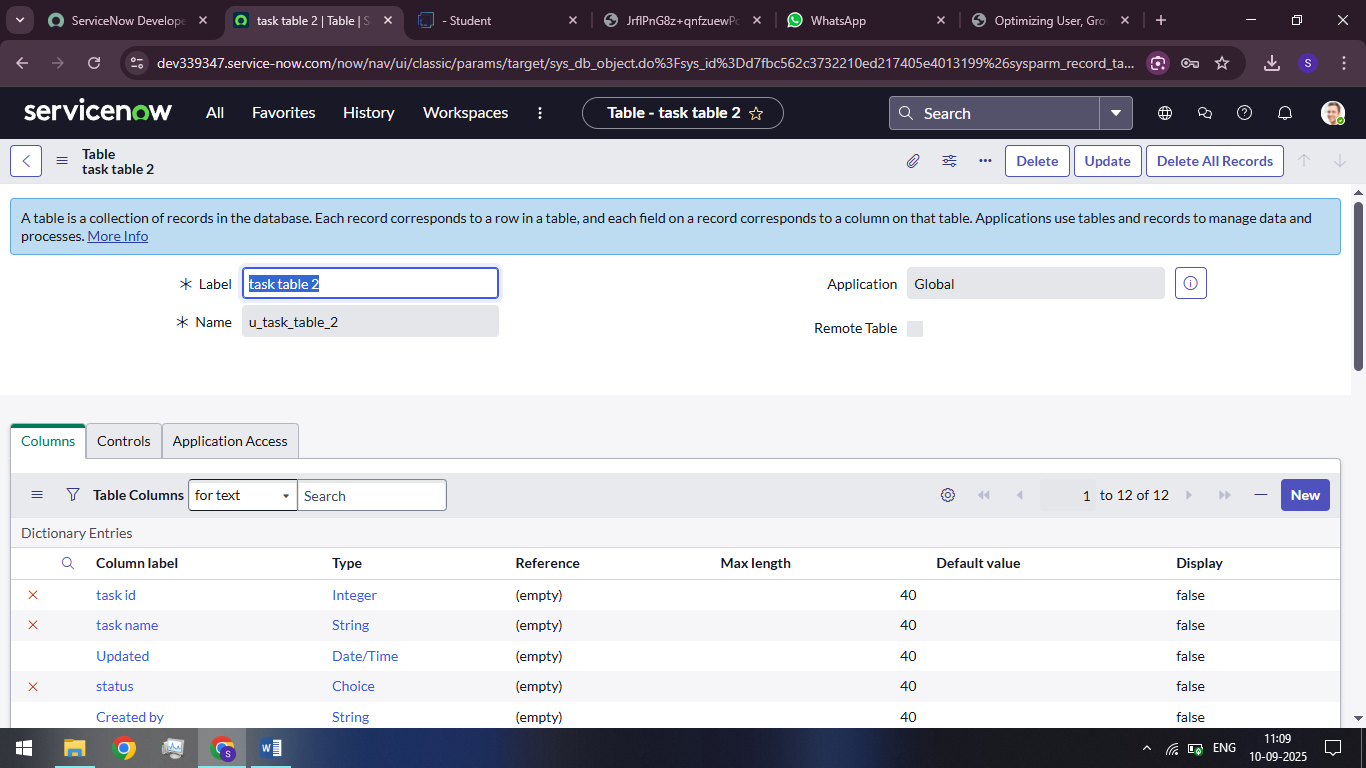 ServiceNow Develope
task table 2 | Table | S
- Student
JrflPnG8z+qnfzuewPc
WhatsApp
Optimizing User, Gro
dev339347.service-now.com/now/nav/ui/classic/params/target/sys_db_object.do%3Fsys_id%3Dd7fbc562c3732210ed217405e4013199%26sysparm_record_ta...
S
servicenow
All
Favorites
History
Workspaces
Table - task table 2
Search
Table
task table 2
Delete
Update
Delete All Records
A table is a collection of records in the database. Each record corresponds to a row in a table, and each field on a record corresponds to a column on that table. Applications use tables and records to manage data and
processes. More Info
Label
task table 2
Application
Global
Name
u_task_table_2
Remote Table
Columns
Controls
Application Access
Table Columns
for text
Search
1 to 12 of 12
New
Dictionary Entries
Column label Type Reference Max length Default value Display
task id Integer (empty) 40 false
task name String (empty) 40 false
Updated Date/Time (empty) 40 false
status Choice (empty) 40 false
Created by String (empty) 40 false
ENG
11:09
10-09-2025